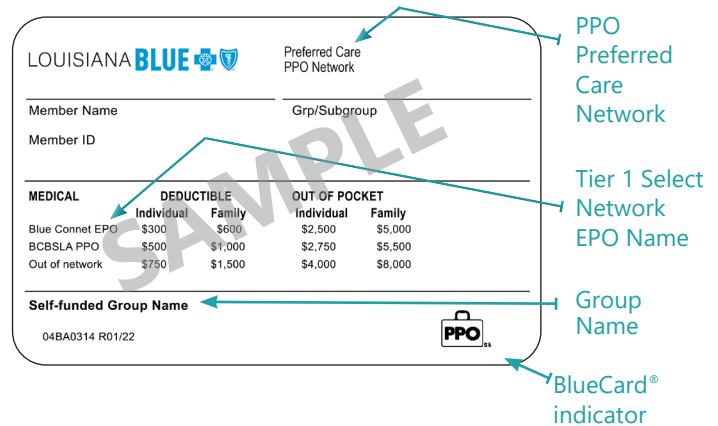 LOUISIANA BLUE
Preferred Care
PPO Network
PPO
Preferred
Care
Network
Member Name
Grp/Subgroup
Member ID
SAMPLE
MEDICAL DEDUCTIBLE OUT OF POCKET
Individual Family Individual Family
Blue Connet EPO $300 $600 $2,500 $5,000
BCBSLA PPO $500 $1,000 $2,750 $5,500
Out of network $750 $1,500 $4,000 $8,000
Tier 1 Select
Network
EPO Name
Self-funded Group Name
Group
Name
04BA0314 R01/22
PPO
SA
BlueCard®
indicator